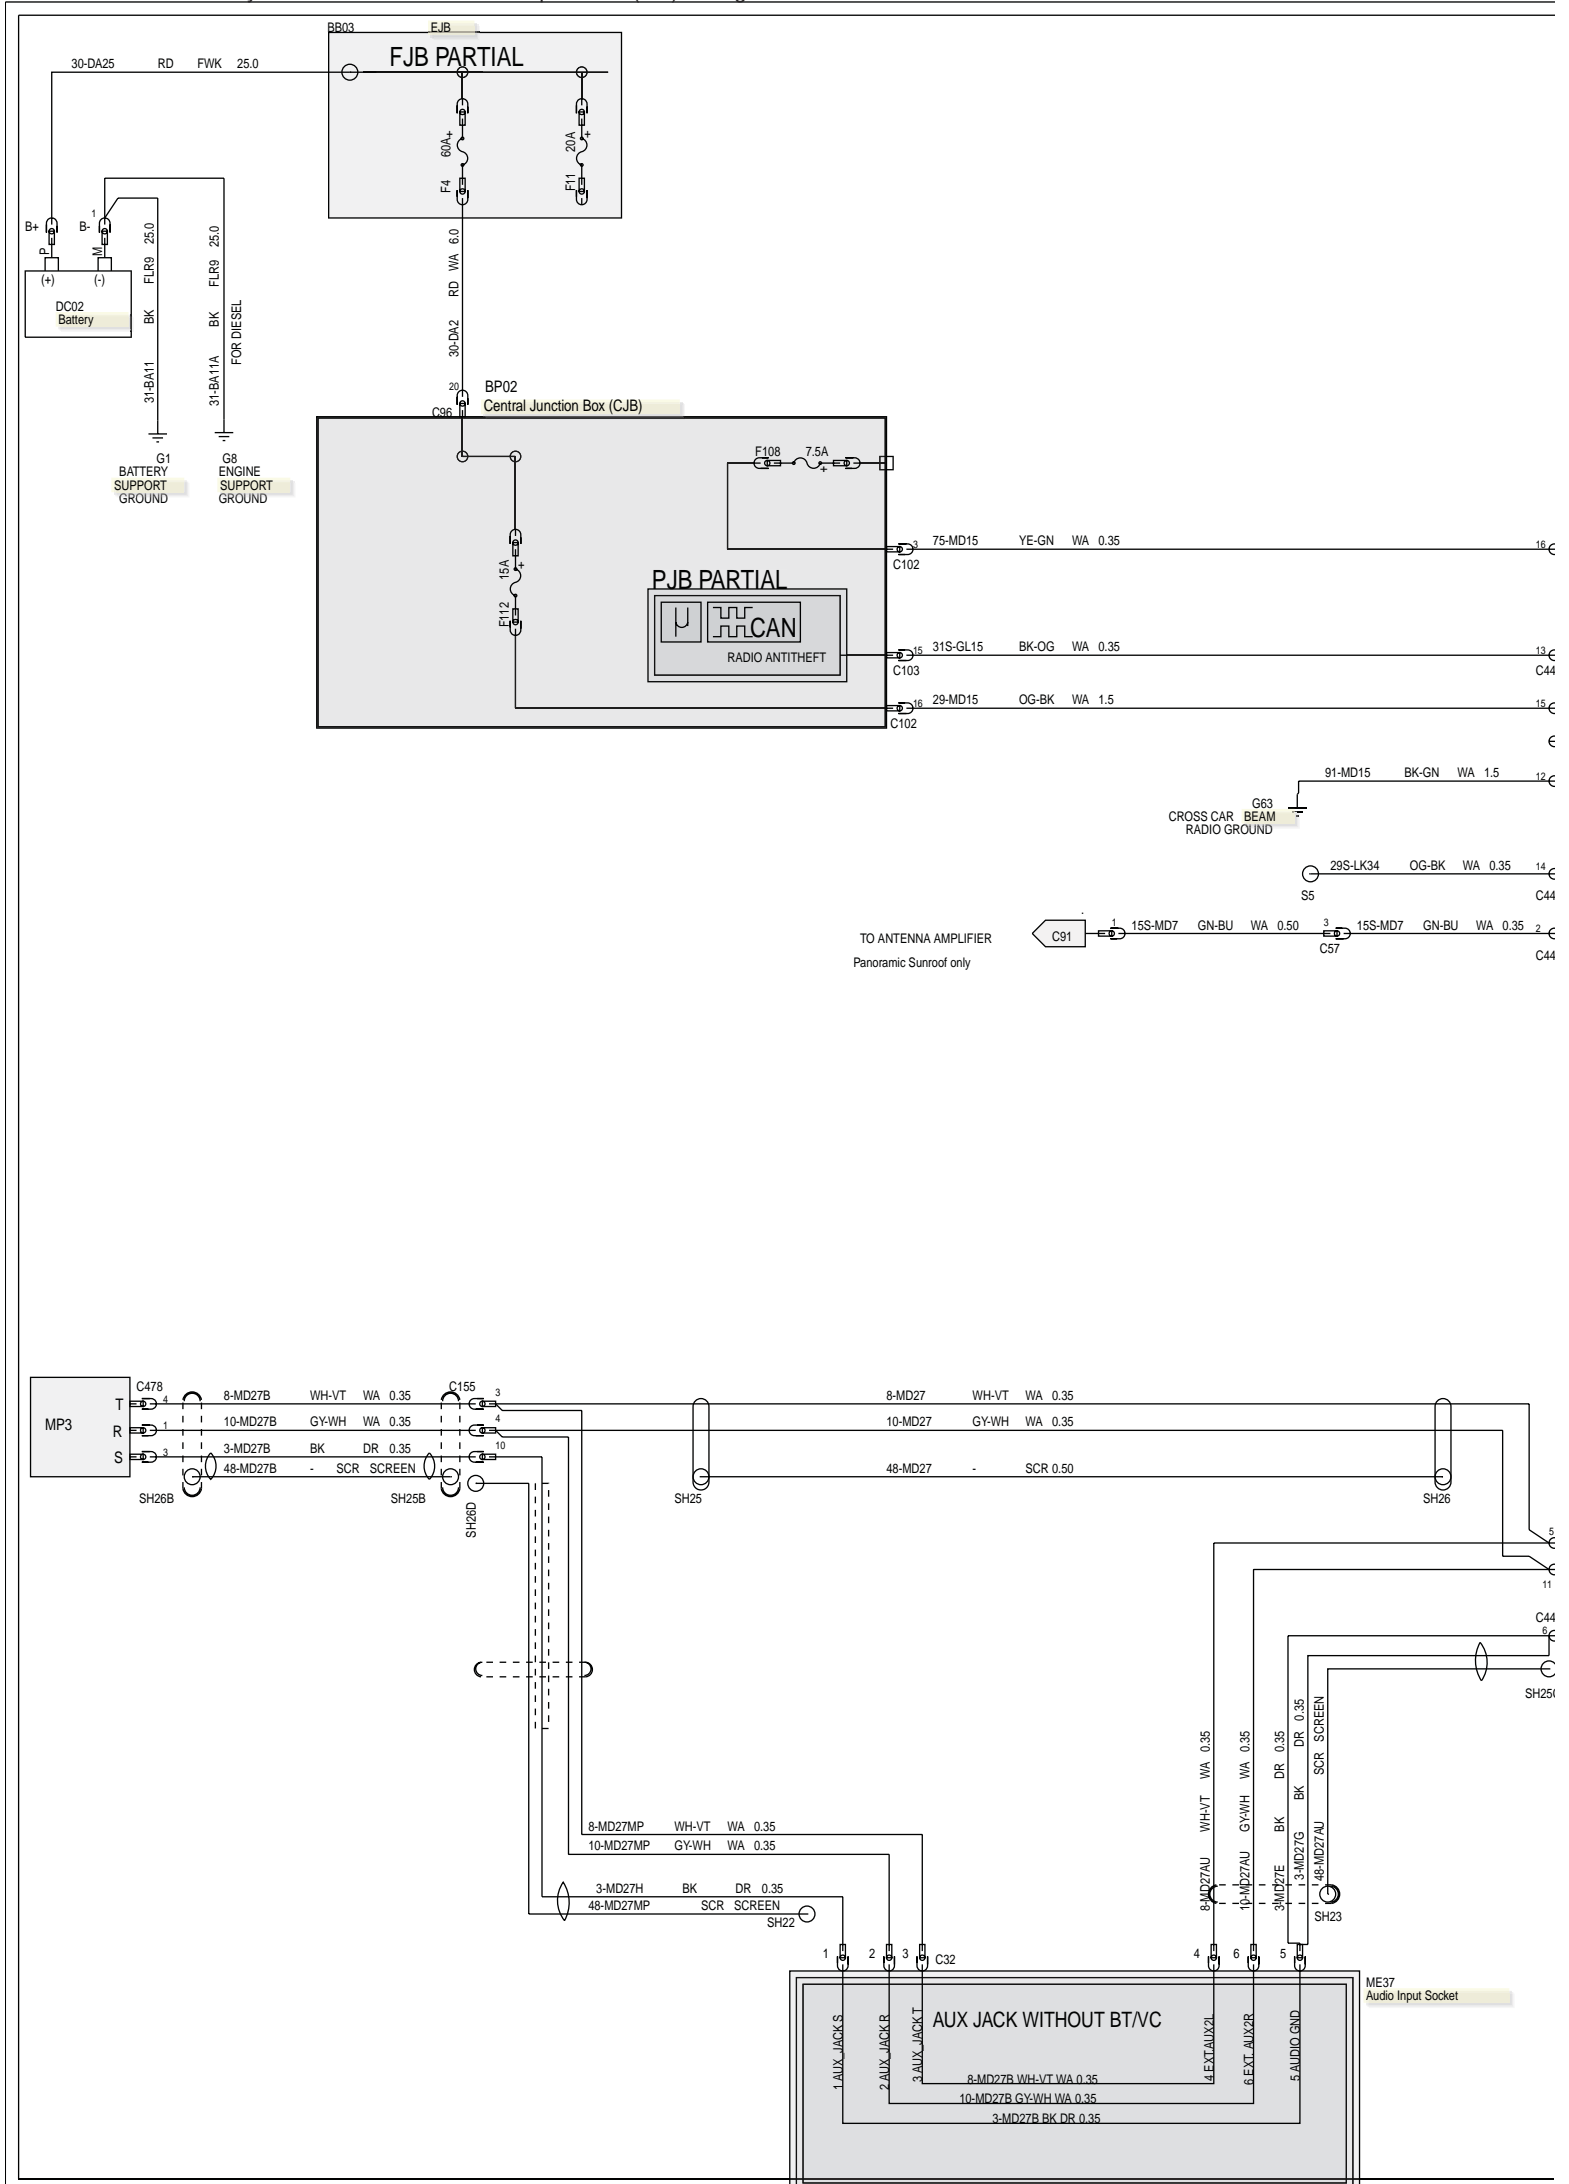 BB03 EJB
FJB PARTIAL
30-DA25 RD FWK 25.0
60A +
F4
20A +
F11
B+
P
B-
1
M
(+) (-)
DC02
Battery
31-BA11 BK FLR9 25.0
31-BA11A BK FLR9 25.0
FOR DIESEL
G1
BATTERY
SUPPORT
GROUND
G8
ENGINE
SUPPORT
GROUND
30-DA2 RD WA 6.0
20
C96
BP02
Central Junction Box (CJB)
F108 7.5A
+
15A +
F112
PJB PARTIAL
µ CAN
RADIO ANTITHEFT
3 75-MD15 YE-GN WA 0.35 16
C102
15 31S-GL15 BK-OG WA 0.35 13
C103 C44
16 29-MD15 OG-BK WA 1.5 15
C102
91-MD15 BK-GN WA 1.5 12
G63
CROSS CAR BEAM
RADIO GROUND
29S-LK34 OG-BK WA 0.35 14
S5 C44
TO ANTENNA AMPLIFIER
Panoramic Sunroof only
C91
1 15S-MD7 GN-BU WA 0.50 3 15S-MD7 GN-BU WA 0.35 2
C57 C44
MP3
T
R
S
C478
4 8-MD27B WH-VT WA 0.35
1 10-MD27B GY-WH WA 0.35
3 3-MD27B BK DR 0.35
48-MD27B - SCR SCREEN
SH26B SH25B
C155
3
4
10
SH26D
8-MD27 WH-VT WA 0.35
10-MD27 GY-WH WA 0.35
48-MD27 - SCR 0.50
SH25 SH26
5
11
C44
6
8-MD27AU WH-VT WA 0.35
10-MD27AU GY-WH WA 0.35
3-MD27E BK DR 0.35
3-MD27G BK DR 0.35
48-MD27AU SCR SCREEN
SH23
8-MD27MP WH-VT WA 0.35
10-MD27MP GY-WH WA 0.35
3-MD27H BK DR 0.35
48-MD27MP SCR SCREEN
SH22
1 2 3 C32 4 6 5
ME37
Audio Input Socket
AUX JACK WITHOUT BT/VC
1 AUX_JACK S
2 AUX_JACK R
3 AUX_JACK T
4 EXT.AUX2L
6 EXT. AUX2R
5 AUDIO GND
8-MD27B WH-VT WA 0.35
10-MD27B GY-WH WA 0.35
3-MD27B BK DR 0.35